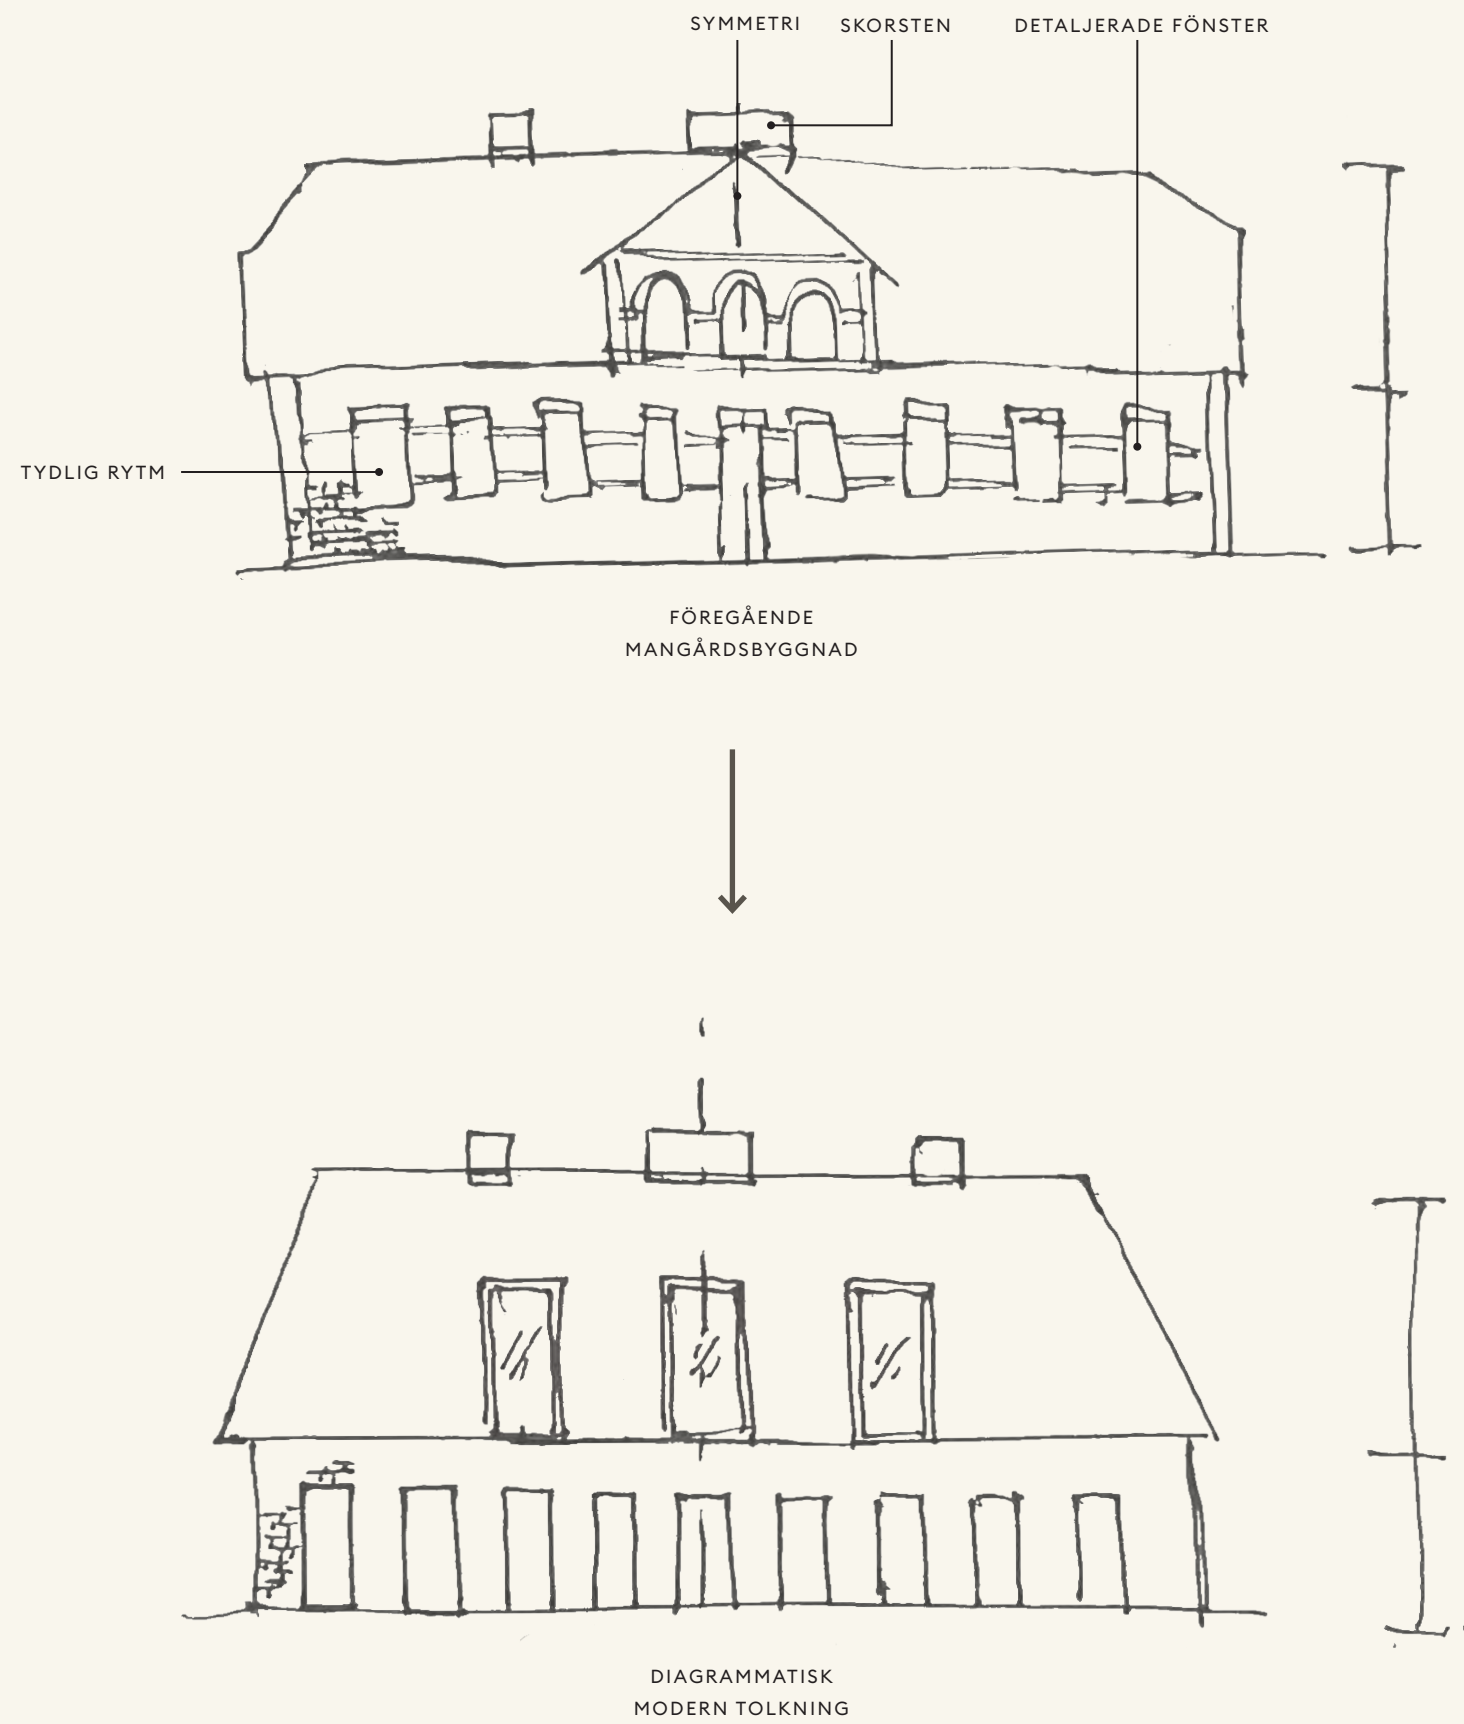 SYMMETRI
SKORSTEN
DETALJERADE FÖNSTER
TYDLIG RYTM
FÖREGÅENDE
MANGÅRDSBYGGNAD
DIAGRAMMATISK
MODERN TOLKNING